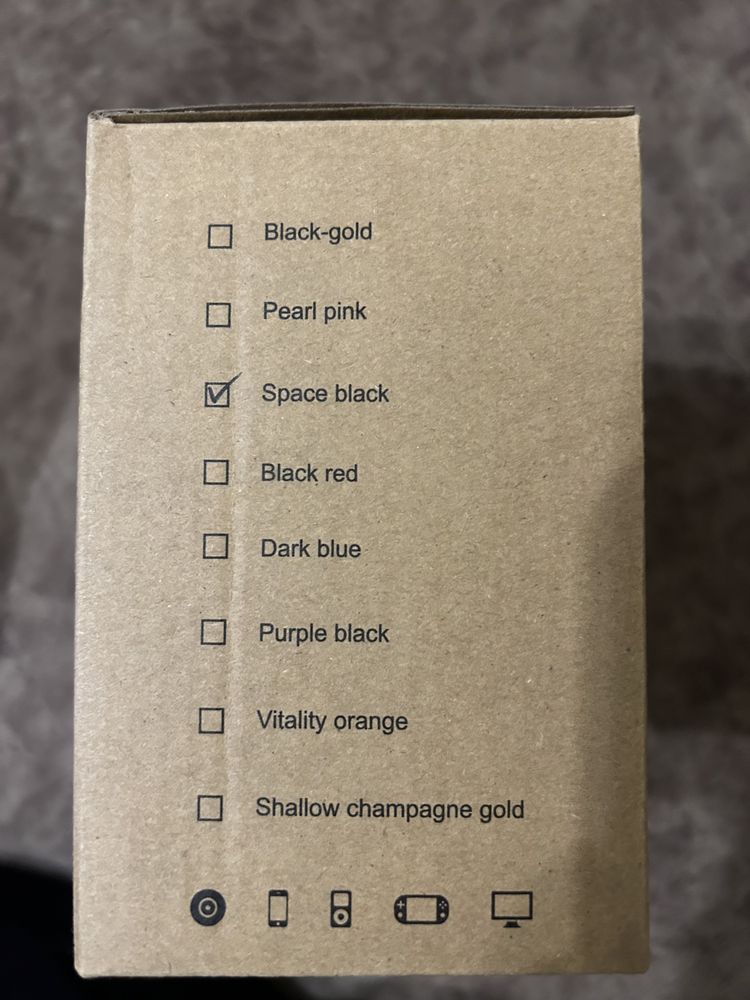 Black-gold
Pearl pink
Space black
Black red
Dark blue
Purple black
Vitality orange
Shallow champagne gold